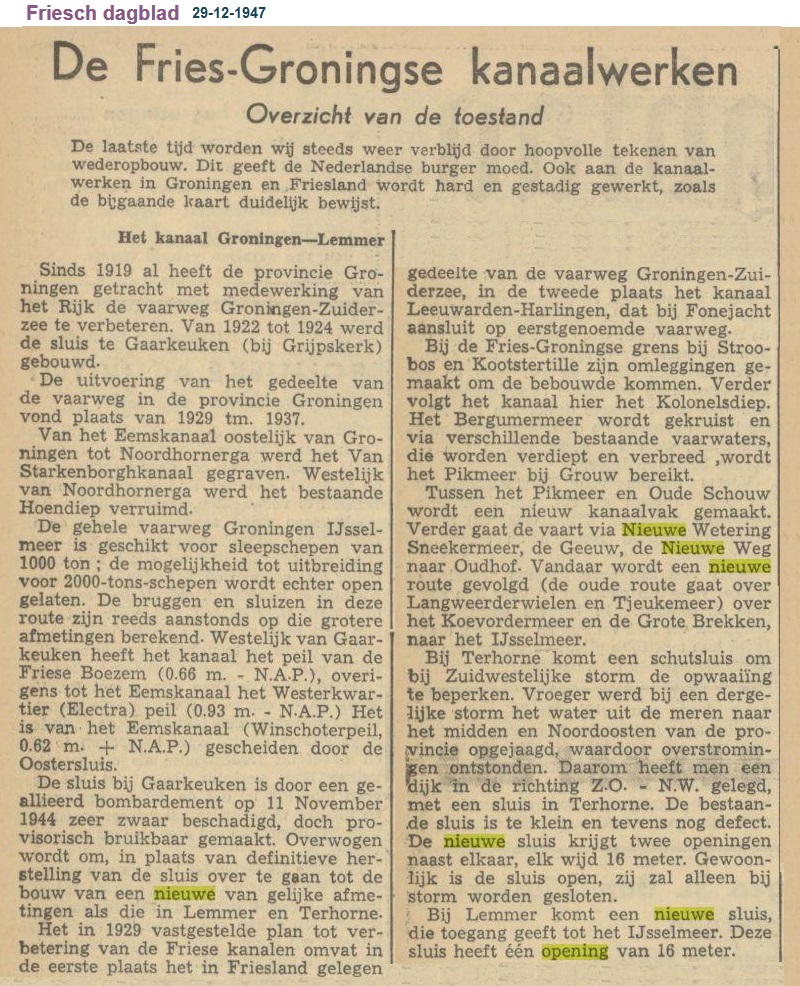 Friesch dagblad 29-12-1947
De Fries-Groningse kanaalwerken
Overzicht van de toestand
De laatste tijd worden wij steeds weer verblijd door hoopvolle tekenen van
wederopbouw. Dit geeft de Nederlandse burger moed. Ook aan de kanaal-
werken in Groningen en Friesland wordt hard en gestadig gewerkt, zoals
de bijgaande kaart duidelijk bewijst.
Het kanaal Groningen—Lemmer
Sinds 1919 al heeft de provincie Gro-
ningen getracht met medewerking van
het Rijk de vaarweg Groningen-Zuider-
zee te verbeteren. Van 1922 tot 1924 werd
de sluis te Gaarkeuken (bij Grijpskerk)
gebouwd.
De uitvoering van het gedeelte van
de vaarweg in de provincie Groningen
vond plaats van 1929 tm. 1937.
Van het Eemskanaal oostelijk van Gro-
ningen tot Noordhornerga werd het Van
Starkenborghkanaal gegraven. Westelijk
van Noordhornerga werd het bestaande
Hoendiep verruimd.
De gehele vaarweg Groningen IJssel-
meer is geschikt voor sleepschepen van
1000 ton ; de mogelijkheid tot uitbreiding
voor 2000-tons-schepen wordt echter open
gelaten. De bruggen en sluizen in deze
route zijn reeds aanstonds op die grotere
afmetingen berekend. Westelijk van Gaar-
keuken heeft het kanaal het peil van de
Friese Boezem (0.66 m. - N.A.P.), overi-
gens tot het Eemskanaal het Westerkwar-
tier (Electra) peil (0.93 m. - N.A.P.) Het
is van het Eemskanaal (Winschoterpeil,
0.62 m. + N.A.P.) gescheiden door de
Oostersluis.
De sluis bij Gaarkeuken is door een ge-
allieerd bombardement op 11 November
1944 zeer zwaar beschadigd, doch pro-
visorisch bruikbaar gemaakt. Overwogen
wordt om, in plaats van definitieve her-
stelling van de sluis over te gaan tot de
bouw van een nieuwe van gelijke afme-
tingen als die in Lemmer en Terhorne.
Het in 1929 vastgestelde plan tot ver-
betering van de Friese kanalen omvat in
de eerste plaats het in Friesland gelegen
gedeelte van de vaarweg Groningen-Zui-
derzee, in de tweede plaats het kanaal
Leeuwarden-Harlingen, dat bij Fonejacht
aansluit op eerstgenoemde vaarweg.
Bij de Fries-Groningse grens bij Stroo-
bos en Kootstertille zijn omleggingen ge-
maakt om de bebouwde kommen. Verder
volgt het kanaal hier het Kolonelsdiep.
Het Bergumermeer wordt gekruist en
via verschillende bestaande vaarwaters,
die worden verdiept en verbreed ,wordt
het Pikmeer bij Grouw bereikt.
Tussen het Pikmeer en Oude Schouw
wordt een nieuw kanaalvak gemaakt.
Verder gaat de vaart via Nieuwe Wetering
Sneekermeer, de Geeuw, de Nieuwe Weg
naar Oudhof. Vandaar wordt een nieuwe
route gevolgd (de oude route gaat over
Langweerderwielen en Tjeukemeer) over
het Koevordermeer en de Grote Brekken,
naar het IJsselmeer.
Bij Terhorne komt een schutsluis om
bij Zuidwestelijke storm de opwaaiïng
te beperken. Vroeger werd bij een derge-
lijke storm het water uit de meren naar
het midden en Noordoosten van de pro-
vincie opgejaagd, waardoor overstromin-
gen ontstonden. Daarom heeft men een
dijk in de richting Z.O. - N.W. gelegd,
met een sluis in Terhorne. De bestaan-
de sluis is te klein en tevens nog defect.
De nieuwe sluis krijgt twee openingen
naast elkaar, elk wijd 16 meter. Gewoon-
lijk is de sluis open, zij zal alleen bij
storm worden gesloten.
Bij Lemmer komt een nieuwe sluis,
die toegang geeft tot het IJsselmeer. Deze
sluis heeft één opening van 16 meter.